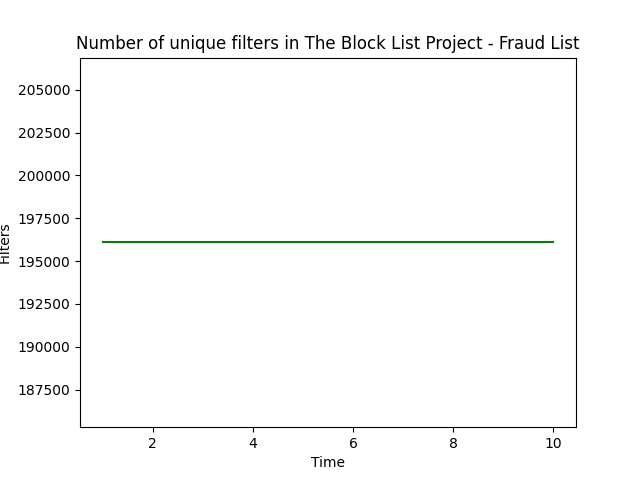 Number of unique filters in The Block List Project - Fraud List
205000
202500
200000
197500
195000
192500
190000
187500
Filters
2 4 6 8 10
Time